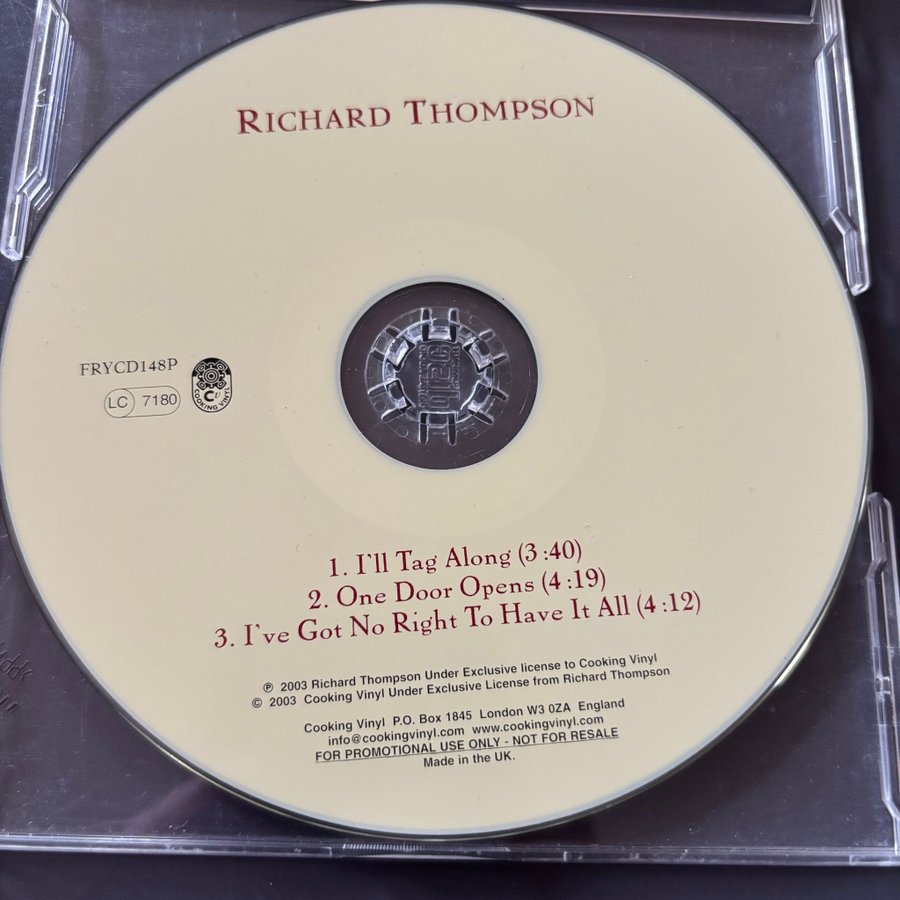 RICHARD THOMPSON
FRYCD148P
LC 7180
CV
COOKING VINYL
1. I'll Tag Along (3:40)
2. One Door Opens (4:19)
3. I've Got No Right To Have It All (4:12)
℗ 2003 Richard Thompson Under Exclusive license to Cooking Vinyl
© 2003 Cooking Vinyl Under Exclusive License from Richard Thompson
Cooking Vinyl P.O. Box 1845 London W3 0ZA England
info@cookingvinyl.com www.cookingvinyl.com
FOR PROMOTIONAL USE ONLY - NOT FOR RESALE
Made in the UK.